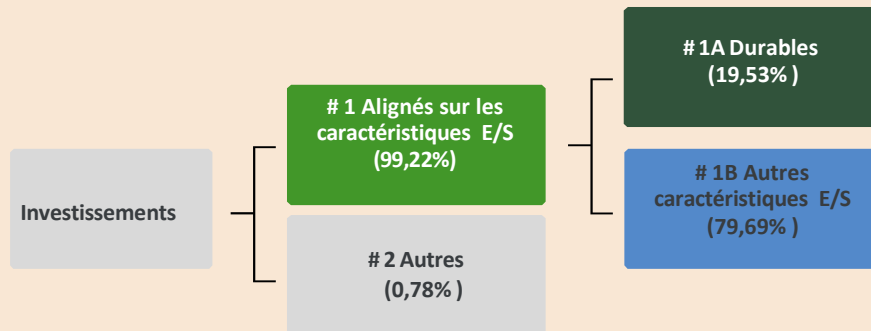 Investissements
# 1 Alignés sur les
caractéristiques E/S
(99,22%)
# 2 Autres
(0,78% )
# 1A Durables
(19,53% )
# 1B Autres
caractéristiques E/S
(79,69% )